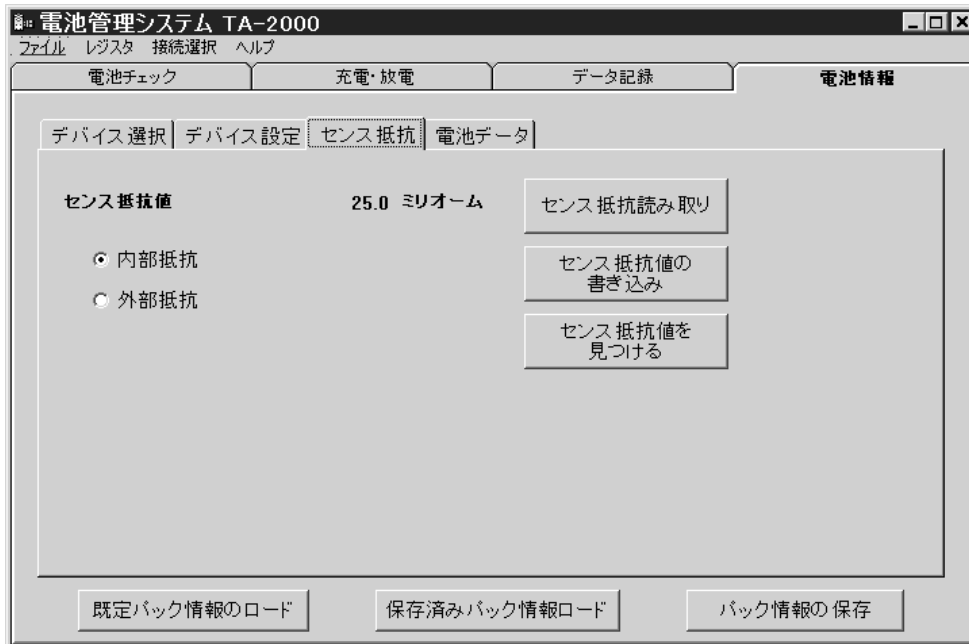 電池管理システム TA-2000
ファイル レジスタ 接続選択 ヘルプ
電池チェック 充電・放電 データ記録 電池情報
デバイス選択 デバイス設定 センス抵抗 電池データ
センス抵抗値 25.0 ミリオーム センス抵抗読み取り
内部抵抗
外部抵抗
センス抵抗値の
書き込み
センス抵抗値を
見つける
既定パック情報のロード 保存済みパック情報ロード パック情報の保存